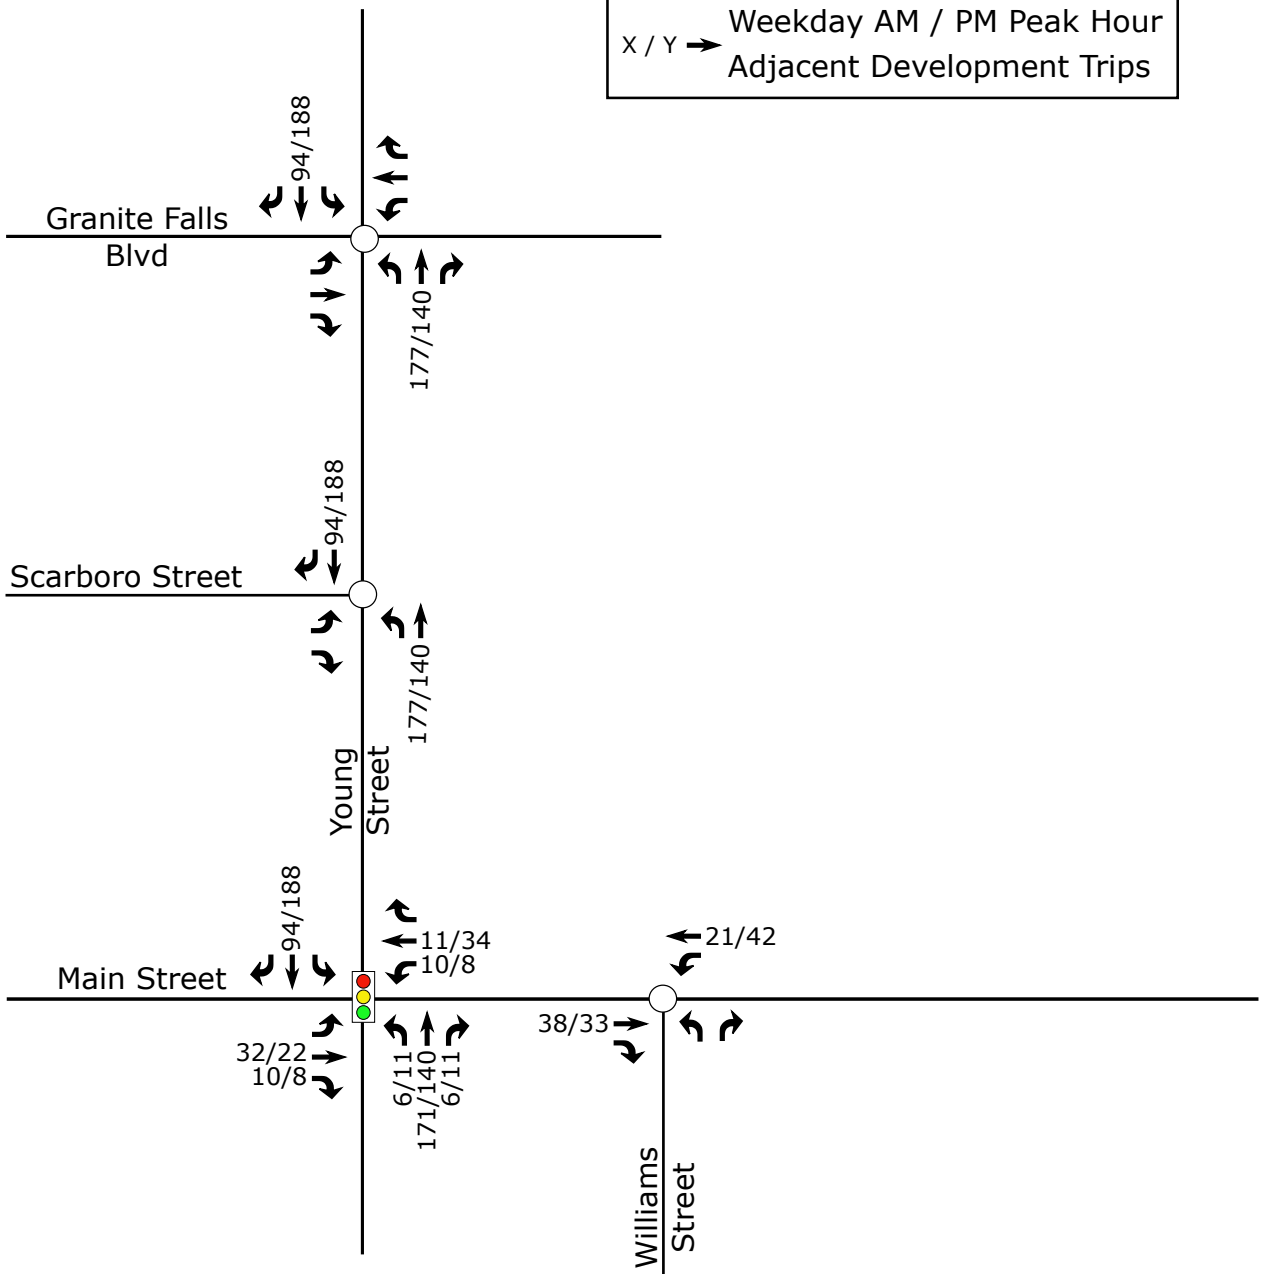 Weekday AM / PM Peak Hour
X / Y
Adjacent Development Trips
94/188
Granite Falls
Blvd
177/140
94/188
Scarboro Street
177/140
Young
Street
94/188
11/34
10/8
21/42
Main Street
38/33
32/22
10/8
6/11
171/140
6/11
Williams
Street